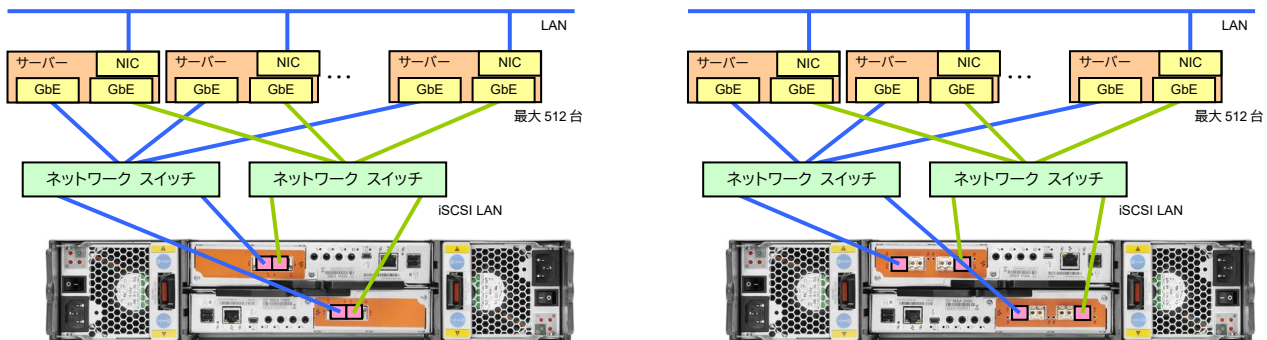 LAN
サーバー NIC サーバー NIC サーバー NIC
…
GbE GbE GbE GbE GbE GbE
最大 512 台
ネットワーク スイッチ ネットワーク スイッチ
iSCSI LAN
LAN
サーバー NIC サーバー NIC サーバー NIC
…
GbE GbE GbE GbE GbE GbE
最大 512 台
ネットワーク スイッチ ネットワーク スイッチ
iSCSI LAN